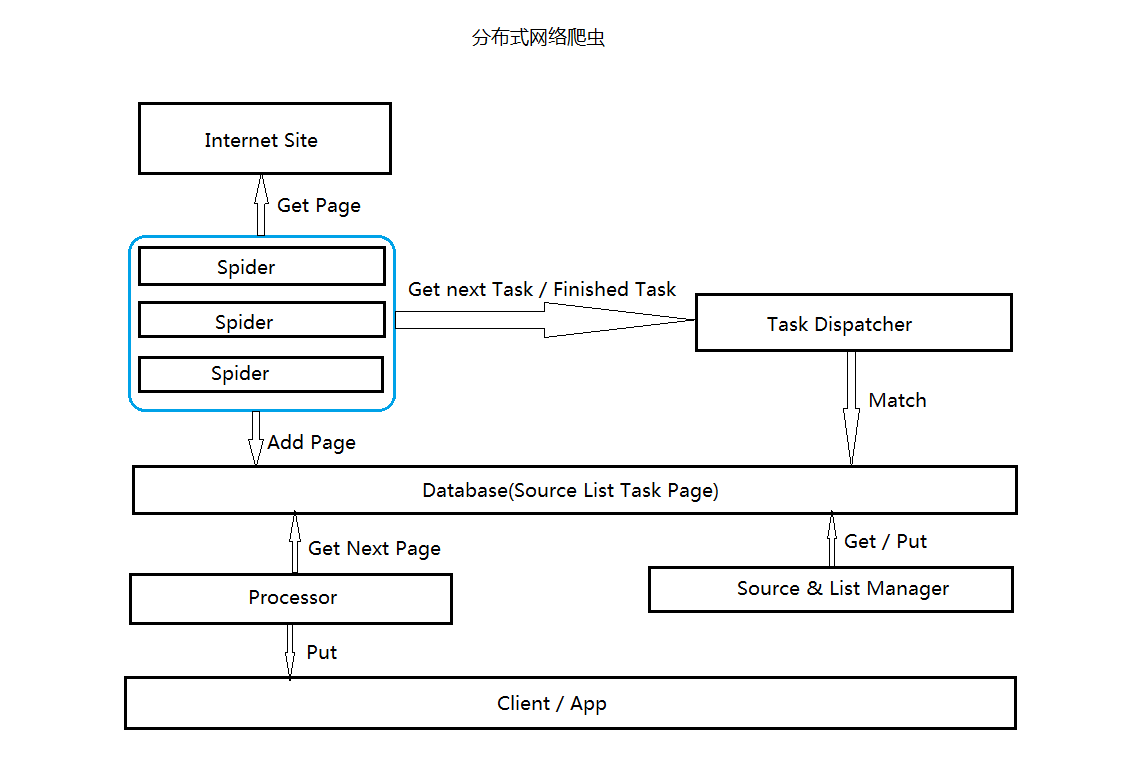 分布式网络爬虫
Internet Site
Get Page
Spider
Get next Task / Finished Task
Spider
Task Dispatcher
Spider
Match
Add Page
Database(Source List Task Page)
Get Next Page
Get / Put
Processor
Source & List Manager
Put
Client / App